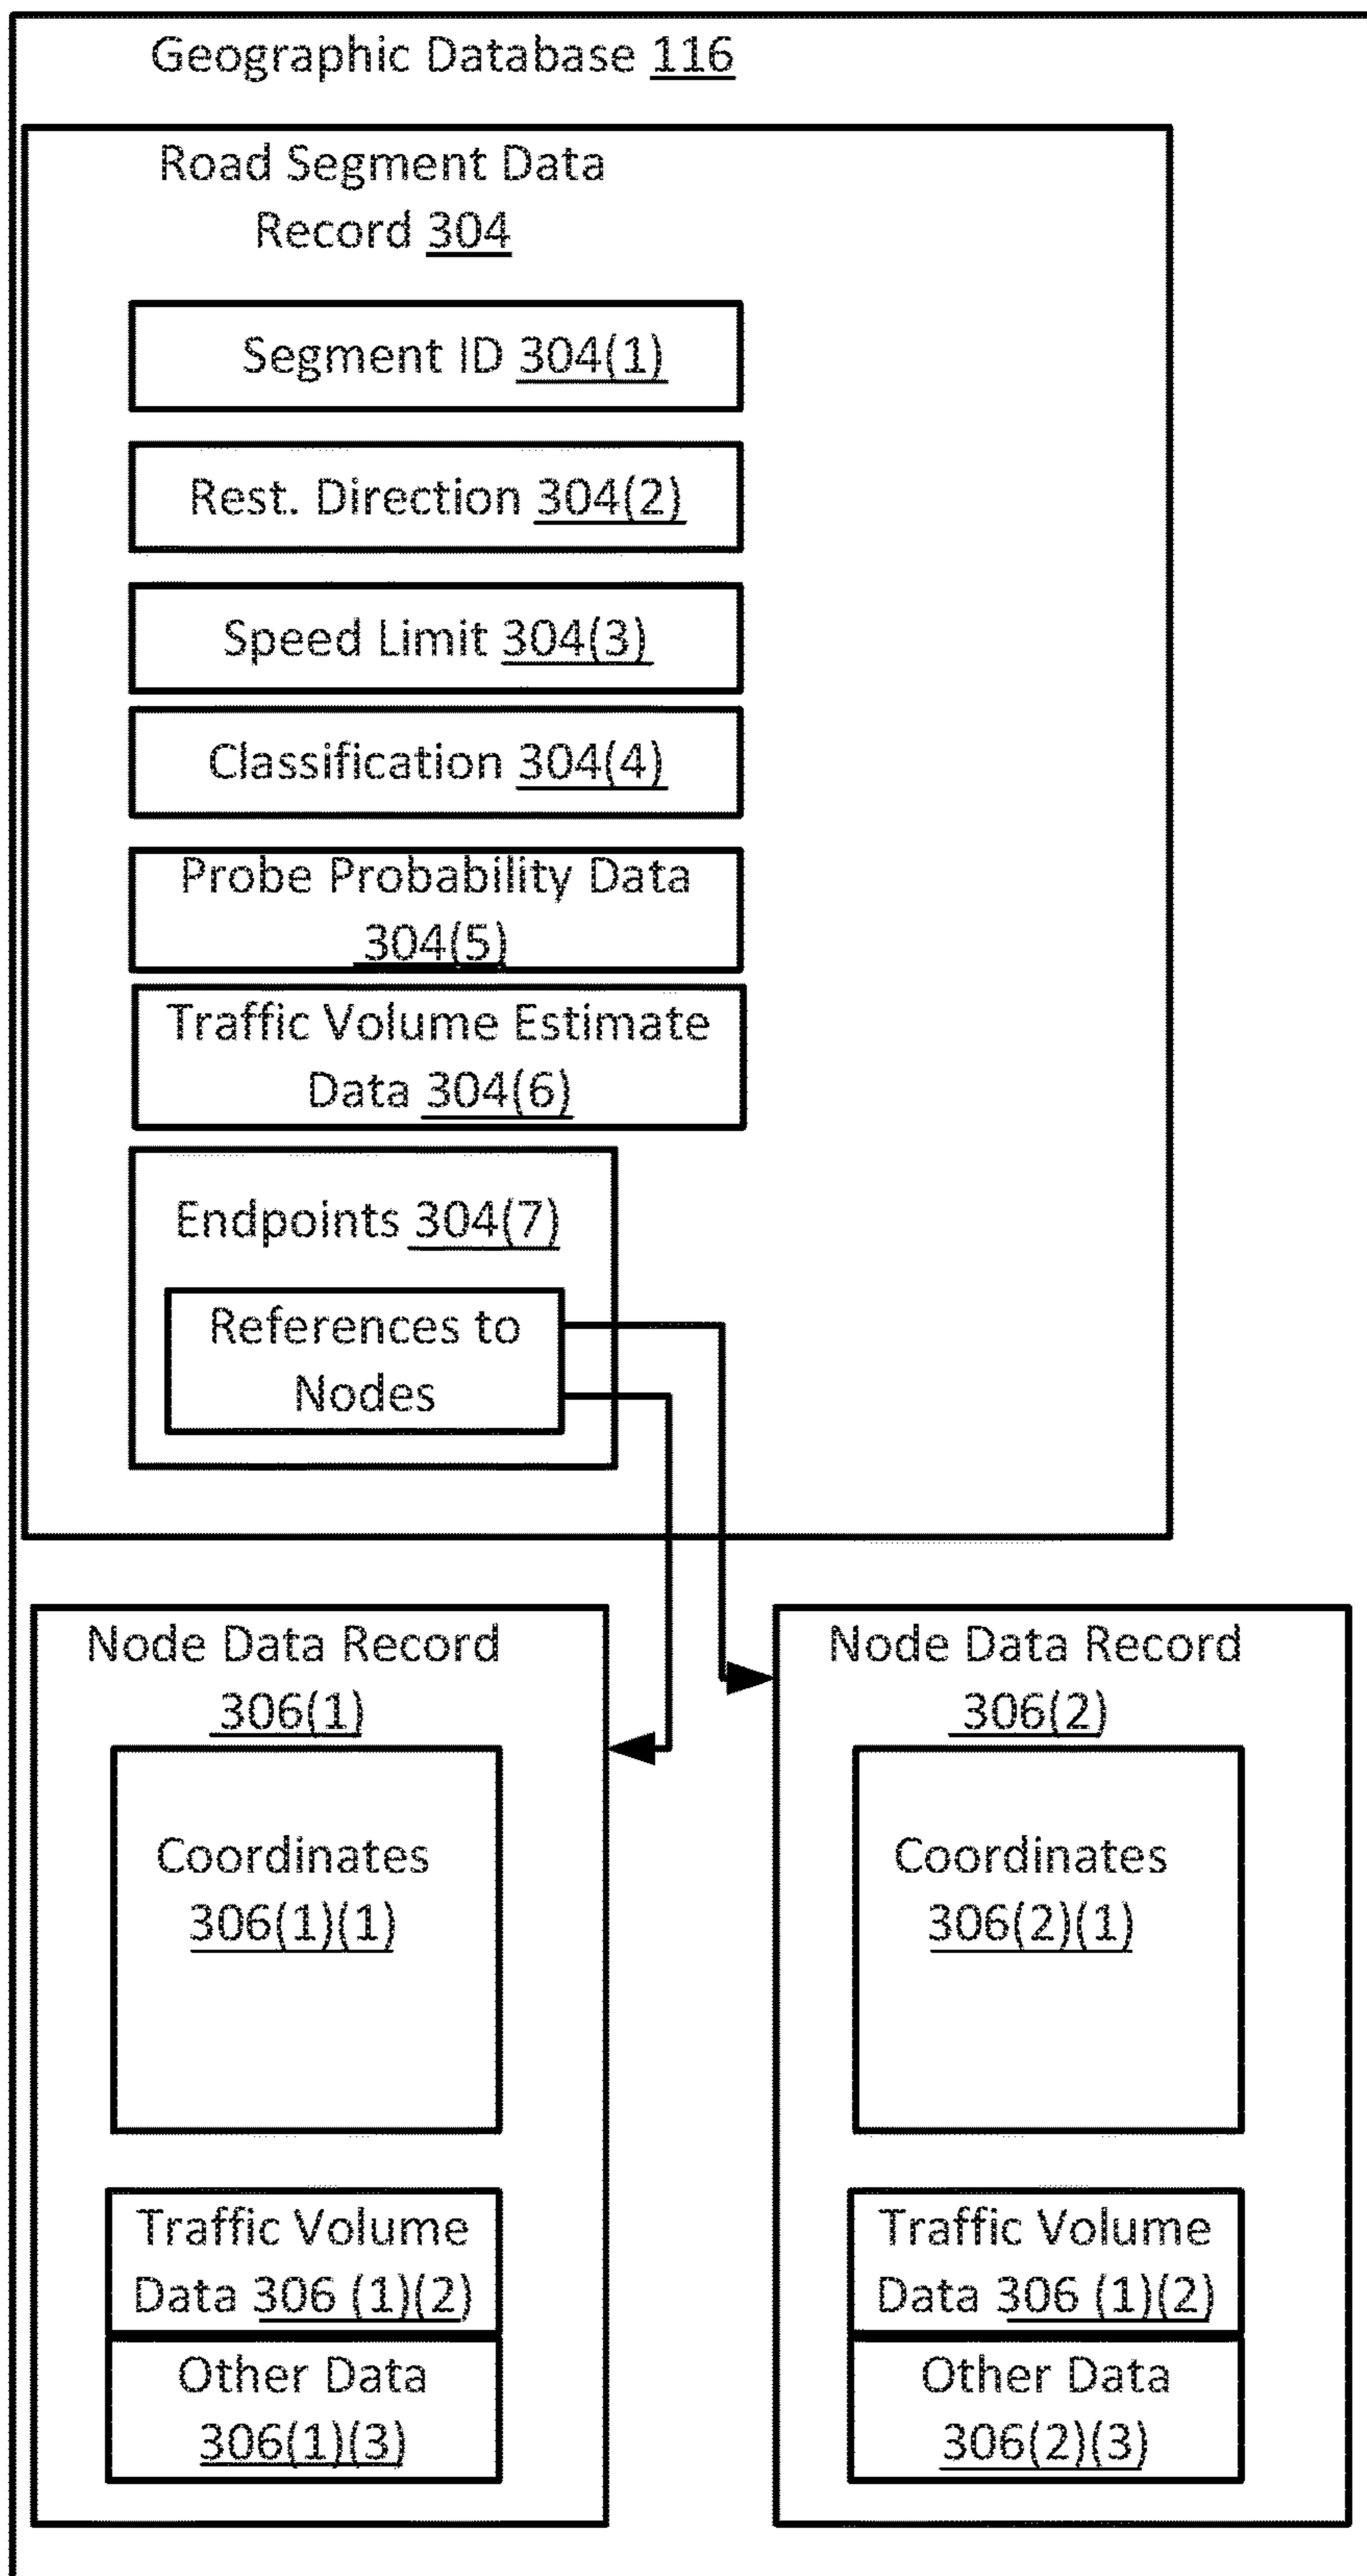 Geographic Database 116
Road Segment Data
Record 304
Segment ID 304(1)
Rest. Direction 304(2)
Speed Limit 304(3)
Classification 304(4)
Probe Probability Data
304(5)
Traffic Volume Estimate
Data 304(6)
Endpoints 304(7)
References to
Nodes
Node Data Record
306(1)
Coordinates
306(1)(1)
Traffic Volume
Data 306 (1)(2)
Other Data
306(1)(3)
Node Data Record
306(2)
Coordinates
306(2)(1)
Traffic Volume
Data 306 (1)(2)
Other Data
306(2)(3)